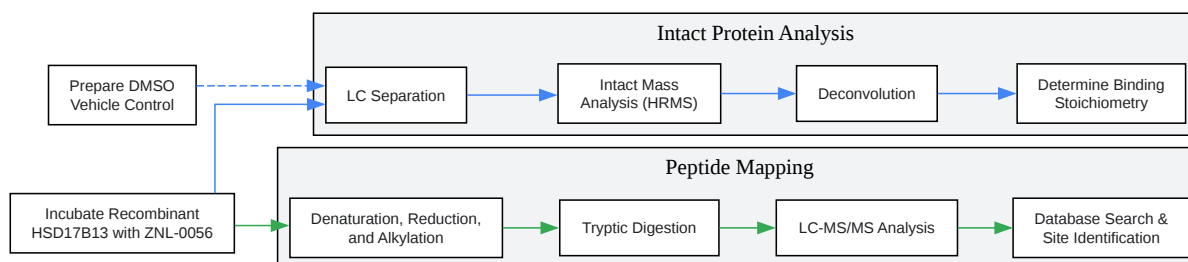 Intact Protein Analysis
Prepare DMSO
Vehicle Control
LC Separation
Intact Mass
Analysis (HRMS)
Deconvolution
Determine Binding
Stoichiometry
Peptide Mapping
Incubate Recombinant
HSD17B13 with ZNL-0056
Denaturation, Reduction,
and Alkylation
Tryptic Digestion
LC-MS/MS Analysis
Database Search &
Site Identification